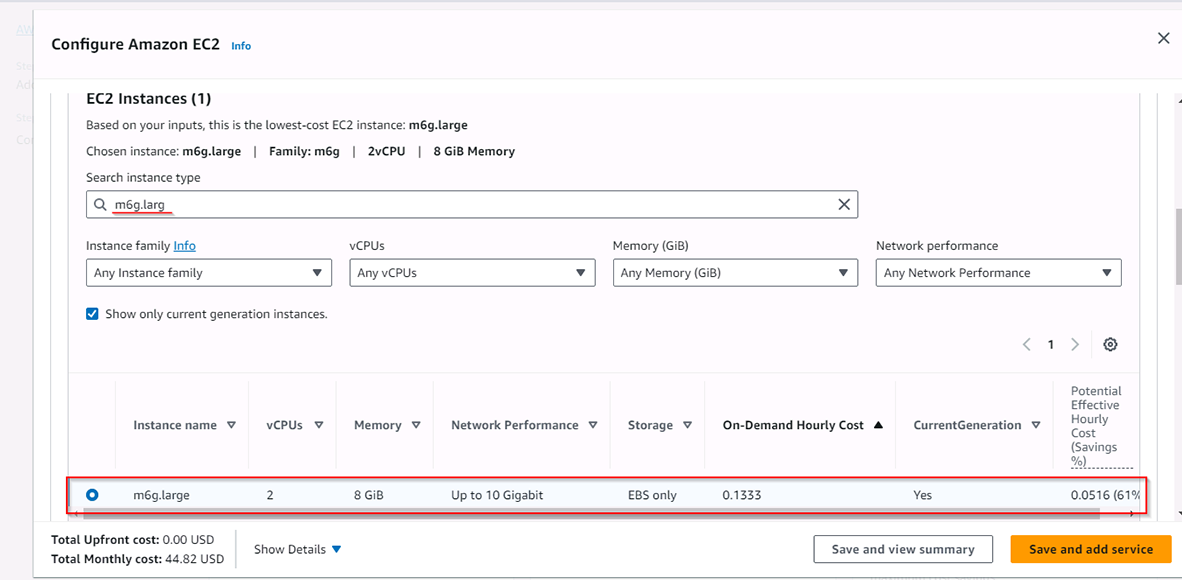 Configure Amazon EC2 Info
EC2 Instances (1)
Based on your inputs, this is the lowest-cost EC2 instance: m6g.large
Chosen instance: m6g.large | Family: m6g | 2vCPU | 8 GiB Memory
Search instance type
m6g.larg
Instance family Info vCPUs Memory (GiB) Network performance
Any Instance family Any vCPUs Any Memory (GiB) Any Network Performance
Show only current generation instances.
1
Instance name vCPUs Memory Network Performance Storage On-Demand Hourly Cost CurrentGeneration Potential
Effective
Hourly
Cost
(Savings
%)
m6g.large 2 8 GiB Up to 10 Gigabit EBS only 0.1333 Yes 0.0516 (61%
Total Upfront cost: 0.00 USD
Total Monthly cost: 44.82 USD
Show Details
Save and view summary
Save and add service